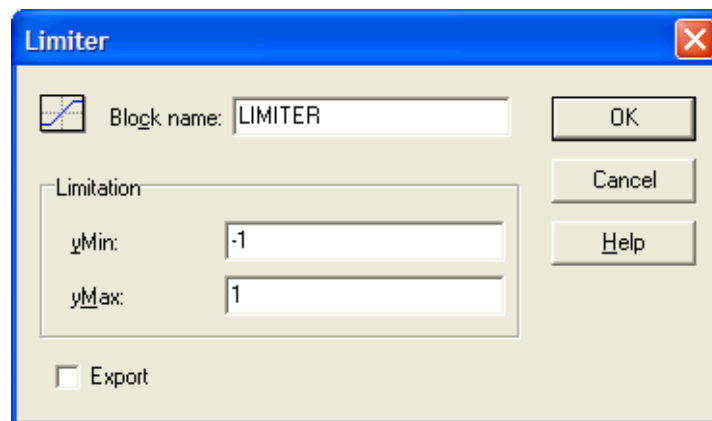 Limiter
Block name: LIMITER
OK
Limitation
Cancel
yMin: -1
Help
yMax: 1
Export